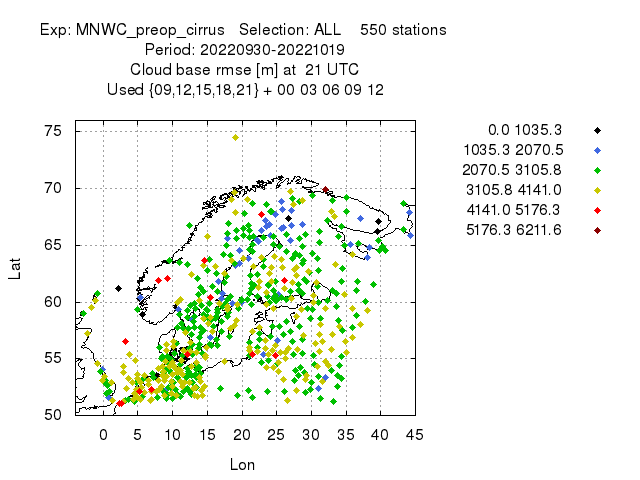 Exp: MNWC_preop_cirrus   Selection: ALL    550 stations
Period: 20220930-20221019
Cloud base rmse [m] at  21 UTC
Used {09,12,15,18,21} + 00 03 06 09 12
0.0 1035.3
1035.3 2070.5
2070.5 3105.8
3105.8 4141.0
4141.0 5176.3
5176.3 6211.6
75
70
65
60
55
50
Lat
0 5 10 15 20 25 30 35 40 45
Lon